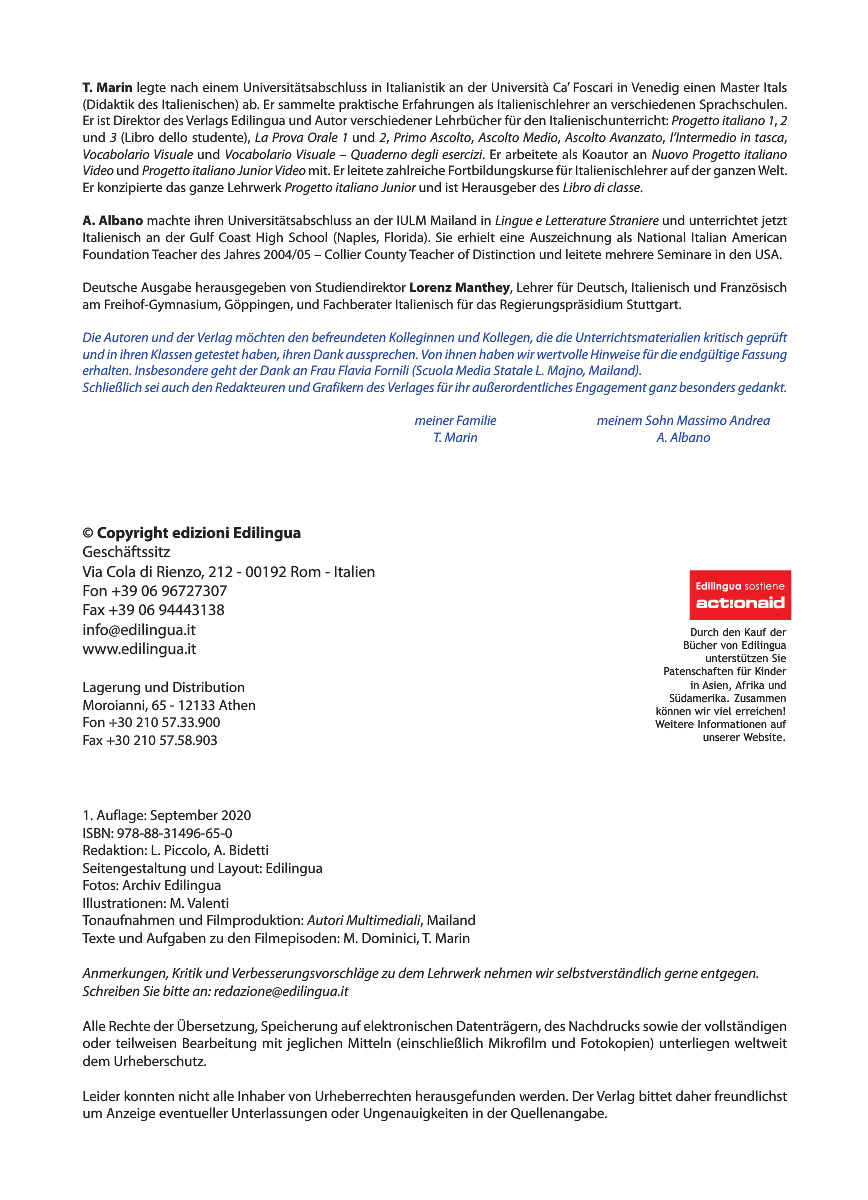 T. Marin legte nach einem Universitätsabschluss in Italianistik an der Università Ca’ Foscari in Venedig einen Master Itals
(Didaktik des Italienischen) ab. Er sammelte praktische Erfahrungen als Italienischlehrer an verschiedenen Sprachschulen.
Er ist Direktor des Verlags Edilingua und Autor verschiedener Lehrbücher für den Italienischunterricht: Progetto italiano 1, 2
und 3 (Libro dello studente), La Prova Orale 1 und 2, Primo Ascolto, Ascolto Medio, Ascolto Avanzato, l’Intermedio in tasca,
Vocabolario Visuale und Vocabolario Visuale – Quaderno degli esercizi. Er arbeitete als Koautor an Nuovo Progetto italiano
Video und Progetto italiano Junior Video mit. Er leitete zahlreiche Fortbildungskurse für Italienischlehrer auf der ganzen Welt.
Er konzipierte das ganze Lehrwerk Progetto italiano Junior und ist Herausgeber des Libro di classe.
A. Albano machte ihren Universitätsabschluss an der IULM Mailand in Lingue e Letterature Straniere und unterrichtet jetzt
Italienisch an der Gulf Coast High School (Naples, Florida). Sie erhielt eine Auszeichnung als National Italian American
Foundation Teacher des Jahres 2004/05 – Collier County Teacher of Distinction und leitete mehrere Seminare in den USA.
Deutsche Ausgabe herausgegeben von Studiendirektor Lorenz Manthey, Lehrer für Deutsch, Italienisch und Französisch
am Freihof-Gymnasium, Göppingen, und Fachberater Italienisch für das Regierungspräsidium Stuttgart.
Die Autoren und der Verlag möchten den befreundeten Kolleginnen und Kollegen, die die Unterrichtsmaterialien kritisch geprüft
und in ihren Klassen getestet haben, ihren Dank aussprechen. Von ihnen haben wir wertvolle Hinweise für die endgültige Fassung
erhalten. Insbesondere geht der Dank an Frau Flavia Fornili (Scuola Media Statale L. Majno, Mailand).
Schließlich sei auch den Redakteuren und Grafikern des Verlages für ihr außerordentliches Engagement ganz besonders gedankt.
meiner Familie
T. Marin
meinem Sohn Massimo Andrea
A. Albano
© Copyright edizioni Edilingua
Geschäftssitz
Via Cola di Rienzo, 212 - 00192 Rom - Italien
Fon +39 06 96727307
Fax +39 06 94443138
info@edilingua.it
www.edilingua.it
Lagerung und Distribution
Moroianni, 65 - 12133 Athen
Fon +30 210 57.33.900
Fax +30 210 57.58.903
Edilingua sostiene
act!onaid
Durch den Kauf der
Bücher von Edilingua
unterstützen Sie
Patenschaften für Kinder
in Asien, Afrika und
Südamerika. Zusammen
können wir viel erreichen!
Weitere Informationen auf
unserer Website.
1. Auflage: September 2020
ISBN: 978-88-31496-65-0
Redaktion: L. Piccolo, A. Bidetti
Seitengestaltung und Layout: Edilingua
Fotos: Archiv Edilingua
Illustrationen: M. Valenti
Tonaufnahmen und Filmproduktion: Autori Multimediali, Mailand
Texte und Aufgaben zu den Filmepisoden: M. Dominici, T. Marin
Anmerkungen, Kritik und Verbesserungsvorschläge zu dem Lehrwerk nehmen wir selbstverständlich gerne entgegen.
Schreiben Sie bitte an: redazione@edilingua.it
Alle Rechte der Übersetzung, Speicherung auf elektronischen Datenträgern, des Nachdrucks sowie der vollständigen
oder teilweisen Bearbeitung mit jeglichen Mitteln (einschließlich Mikrofilm und Fotokopien) unterliegen weltweit
dem Urheberschutz.
Leider konnten nicht alle Inhaber von Urheberrechten herausgefunden werden. Der Verlag bittet daher freundlichst
um Anzeige eventueller Unterlassungen oder Ungenauigkeiten in der Quellenangabe.